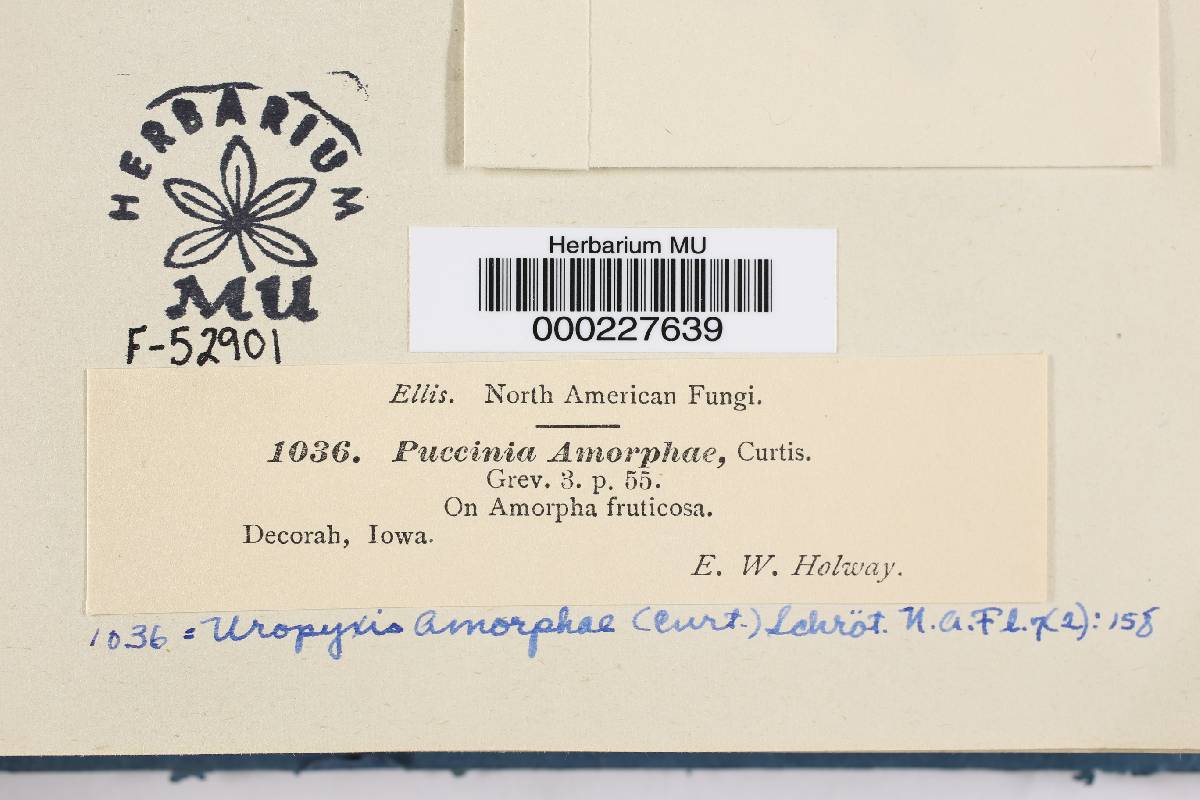 HERBARIUM
MU
F-52901
Herbarium MU
000227639
Ellis. North American Fungi.
1036. Puccinia Amorphae, Curtis.
Grev. 3. p. 55.
On Amorpha fruticosa.
Decorah, Iowa.
E. W. Holway.
1036 = Uropyxis Amorphae (Curt.) Schröt. N.A.Fl. 7(2): 158